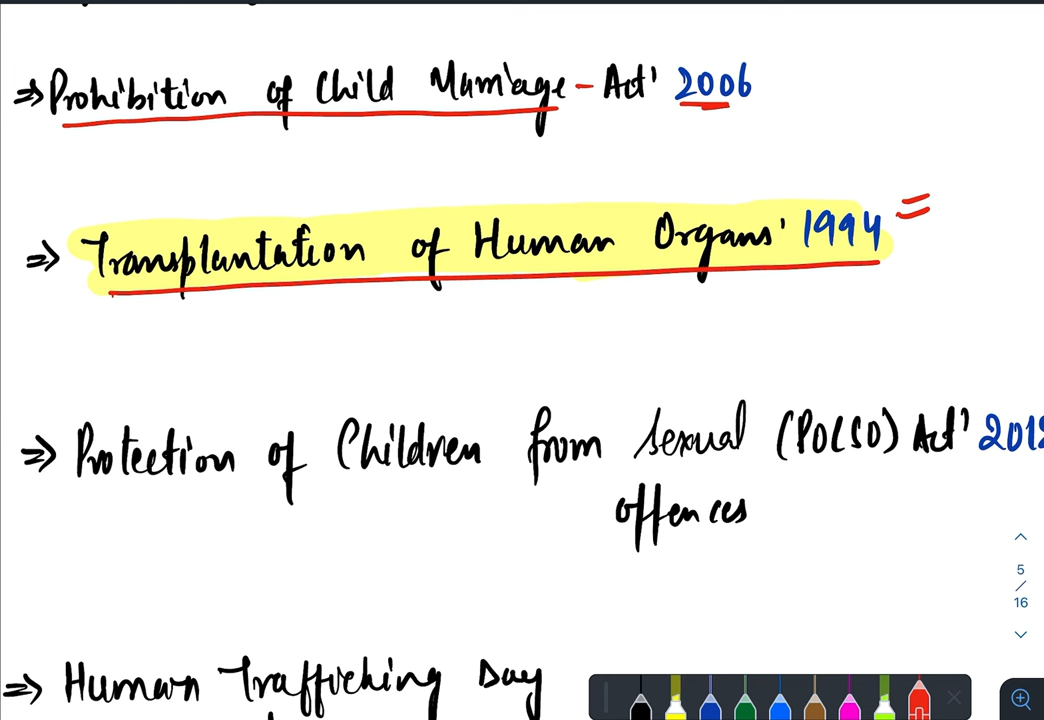 ⇒ Prohibition of Child Marriage - Act' 2006
⇒ Transplantation of Human Organs' 1994 =
⇒ Protection of Children from Sexual (POCSO) Act' 2012
offences
5
/
16
⇒ Human Trafficking Day